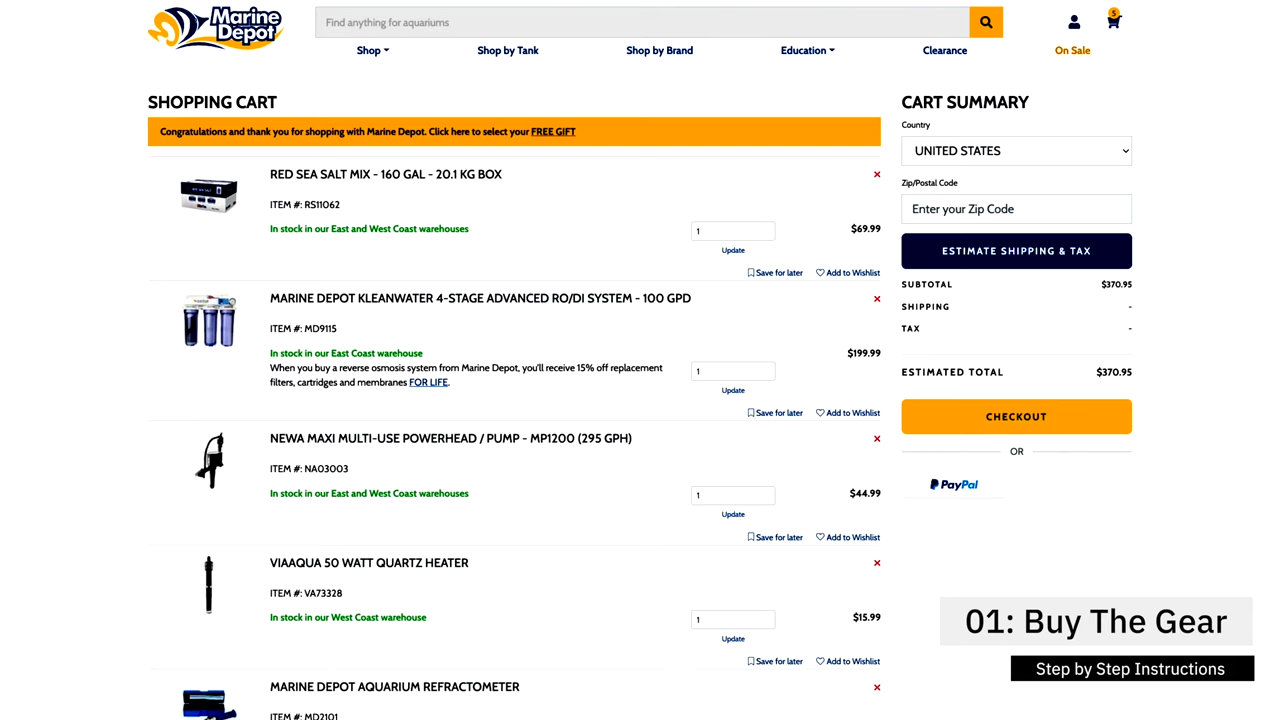 Marine
Depot
Find anything for aquariums
5
Shop
Shop by Tank
Shop by Brand
Education
Clearance
On Sale
SHOPPING CART
Congratulations and thank you for shopping with Marine Depot. Click here to select your FREE GIFT
RED SEA SALT MIX - 160 GAL - 20.1 KG BOX
ITEM #: RS11062
In stock in our East and West Coast warehouses
1
$69.99
Update
Save for later
Add to Wishlist
MARINE DEPOT KLEANWATER 4-STAGE ADVANCED RO/DI SYSTEM - 100 GPD
ITEM #: MD9115
In stock in our East Coast warehouse
$199.99
When you buy a reverse osmosis system from Marine Depot, you'll receive 15% off replacement
filters, cartridges and membranes FOR LIFE.
1
Update
Save for later
Add to Wishlist
NEWA MAXI MULTI-USE POWERHEAD / PUMP - MP1200 (295 GPH)
ITEM #: NA03003
In stock in our East and West Coast warehouses
1
$44.99
Update
Save for later
Add to Wishlist
VIAAQUA 50 WATT QUARTZ HEATER
ITEM #: VA73328
In stock in our West Coast warehouse
1
$15.99
Update
Save for later
Add to Wishlist
MARINE DEPOT AQUARIUM REFRACTOMETER
ITEM #: MD2101
CART SUMMARY
Country
UNITED STATES
Zip/Postal Code
Enter your Zip Code
ESTIMATE SHIPPING & TAX
SUBTOTAL $370.95
SHIPPING -
TAX -
ESTIMATED TOTAL $370.95
CHECKOUT
OR
PayPal
01: Buy The Gear
Step by Step Instructions